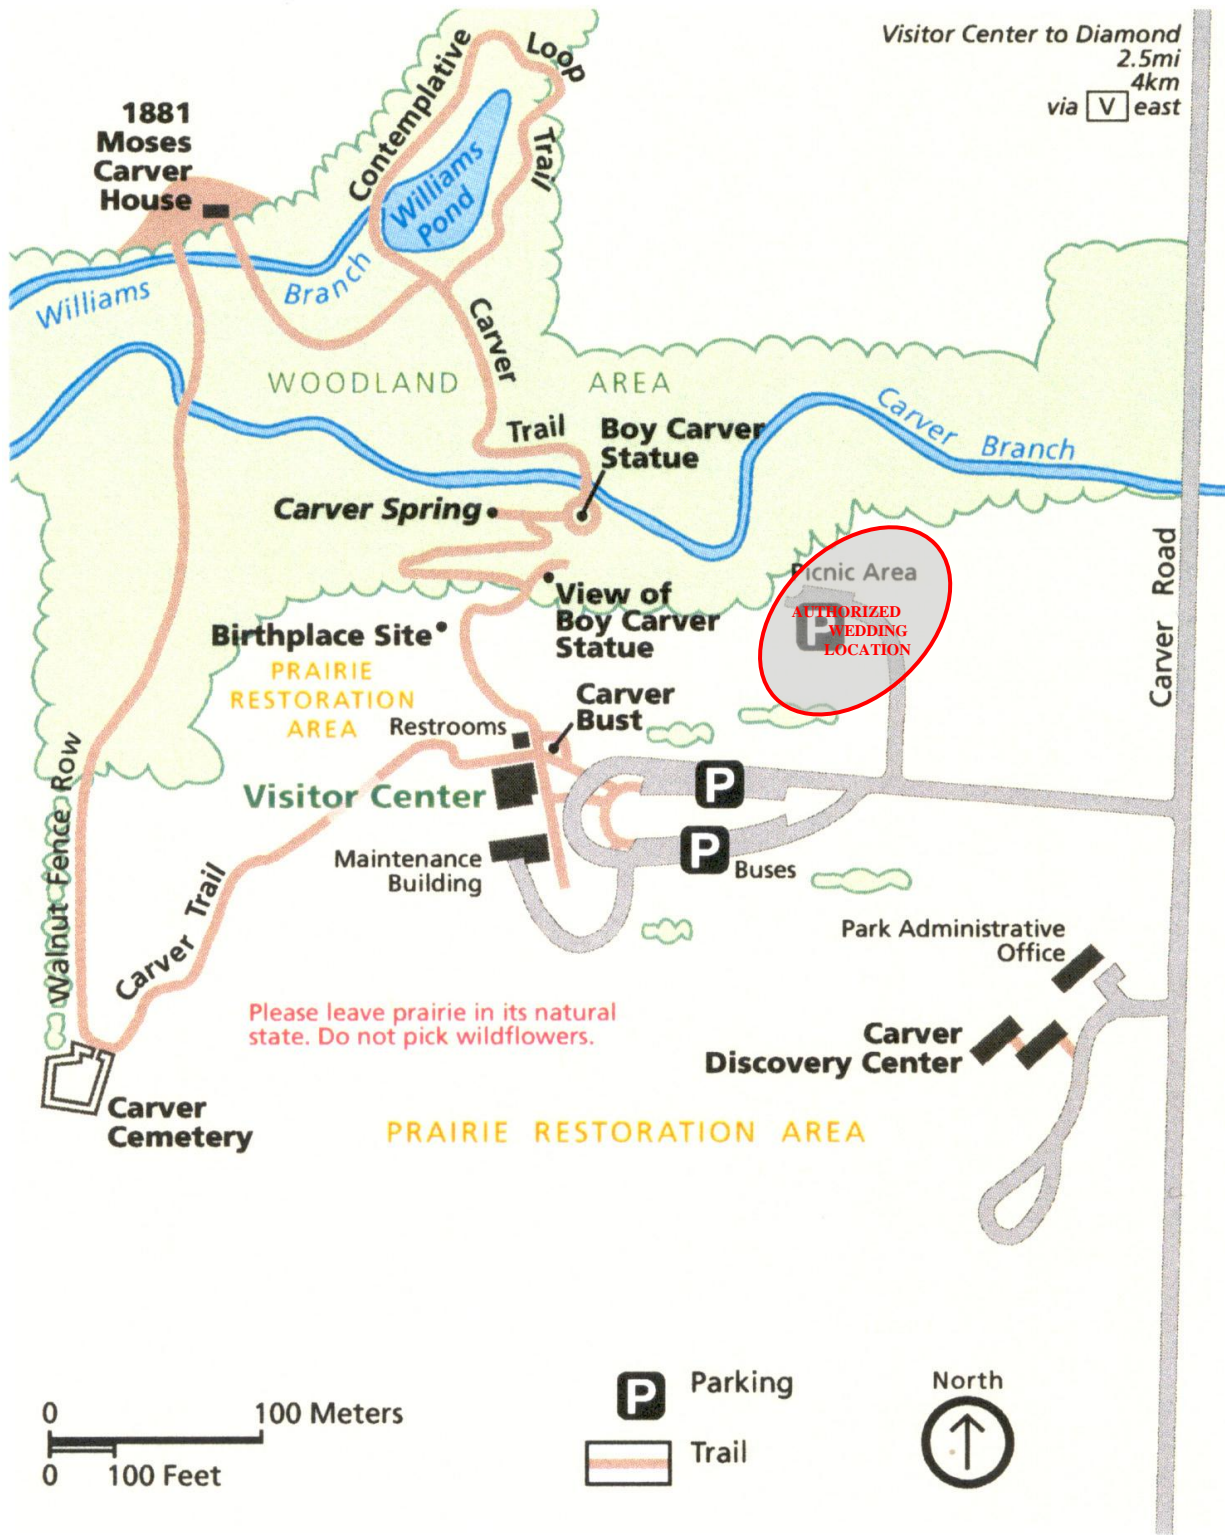 Visitor Center to Diamond
2.5mi
4km
via V east
Contemplative
Loop
Trail
1881
Moses
Carver
House
Williams
Pond
Williams
Branch
Carver
Trail
WOODLAND AREA
Boy Carver
Statue
Carver Branch
Carver Spring
Picnic Area
AUTHORIZED
WEDDING
LOCATION
P
View of
Boy Carver
Statue
Birthplace Site
PRAIRIE
RESTORATION
AREA
Carver
Bust
Restrooms
Carver Road
Visitor Center
P
P
Buses
Maintenance
Building
Walnut Fence Row
Carver Trail
Park Administrative
Office
Please leave prairie in its natural
state. Do not pick wildflowers.
Carver
Discovery Center
Carver
Cemetery
PRAIRIE RESTORATION AREA
0 100 Meters
0 100 Feet
P Parking
Trail
North